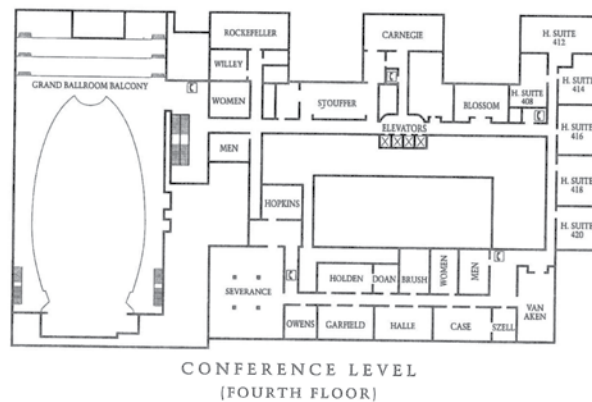 ROCKEFELLER
CARNEGIE
H. SUITE
412
WILLEY
H. SUITE
414
GRAND BALLROOM BALCONY
WOMEN
STOUFFER
BLOSSOM
H. SUITE
408
ELEVATORS
H. SUITE
416
MEN
H. SUITE
418
HOPKINS
H. SUITE
420
HOLDEN
DOAN
BRUSH
WOMEN
MEN
SEVERANCE
VAN
AKEN
OWENS
GARFIELD
HALLE
CASE
SZELL
CONFERENCE LEVEL
(FOURTH FLOOR)